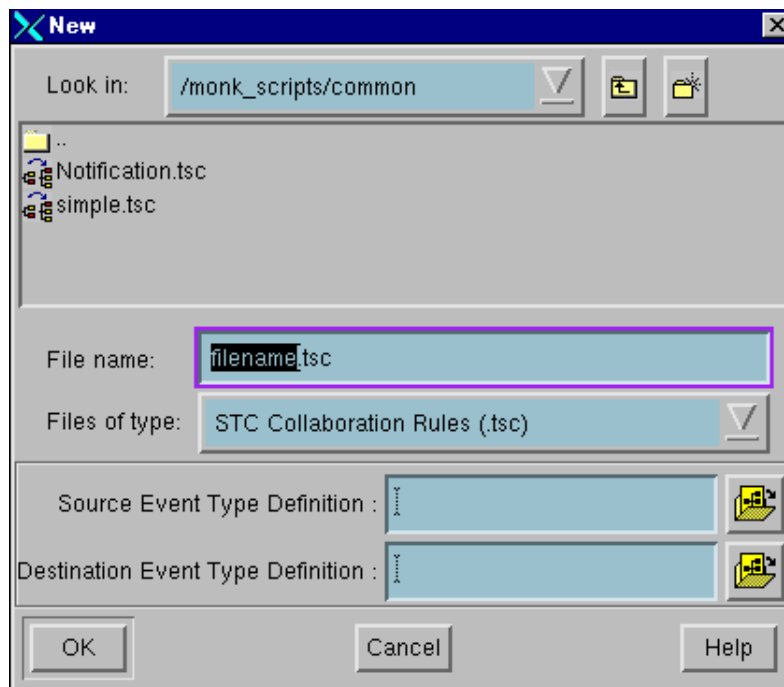 New
Look in: /monk_scripts/common
..
Notification.tsc
simple.tsc
File name: filename.tsc
Files of type: STC Collaboration Rules (.tsc)
Source Event Type Definition :
Destination Event Type Definition :
OK Cancel Help